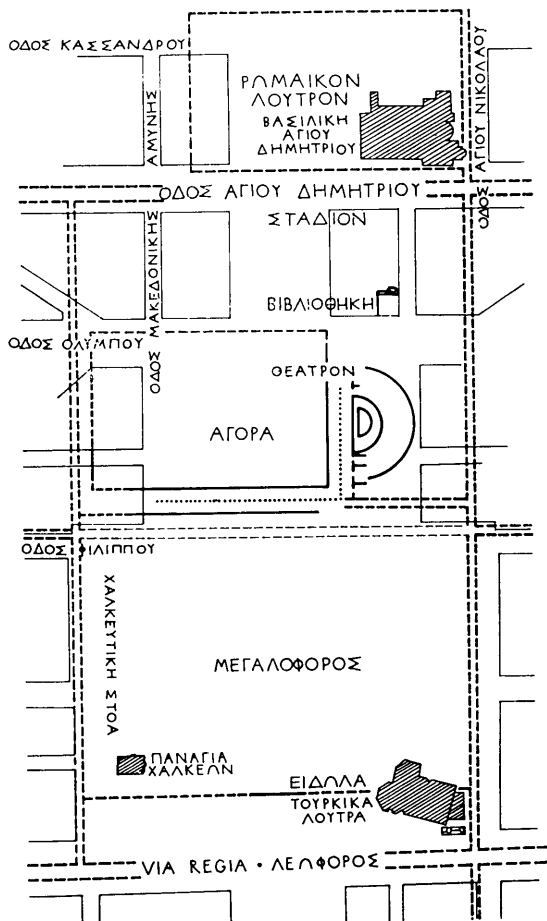 ΟΔΟΣ ΚΑΣΣΑΝΔΡΟΥ
ΑΜΥΝΗΣ
ΡΩΜΑΙΚΟΝ
ΛΟΥΤΡΟΝ
ΒΑΣΙΛΙΚΗ
ΑΓΙΟΥ
ΔΗΜΗΤΡΙΟΥ
ΑΓΙΟΥ ΝΙΚΟΛΑΟΥ
ΟΔΟΣ
ΟΔΟΣ ΑΓΙΟΥ ΔΗΜΗΤΡΙΟΥ
ΣΤΑΔΙΟΝ
ΟΔΟΣ ΜΑΚΕΔΟΝΙΚΗΣ
ΒΙΒΛΙΟΘΗΚΗ
ΟΔΟΣ ΟΛΥΜΠΟΥ
ΘΕΑΤΡΟΝ
ΑΓΟΡΑ
ΟΔΟΣ ΦΙΛΙΠΠΟΥ
ΧΑΛΚΕΥΤΙΚΗ ΣΤΟΑ
ΜΕΓΑΛΟΦΟΡΟΣ
ΠΑΝΑΓΙΑ
ΧΑΛΚΕΩΝ
ΕΙΔΩΛΑ
ΤΟΥΡΚΙΚΑ
ΛΟΥΤΡΑ
VIA REGIA • ΛΕΩΦΟΡΟΣ